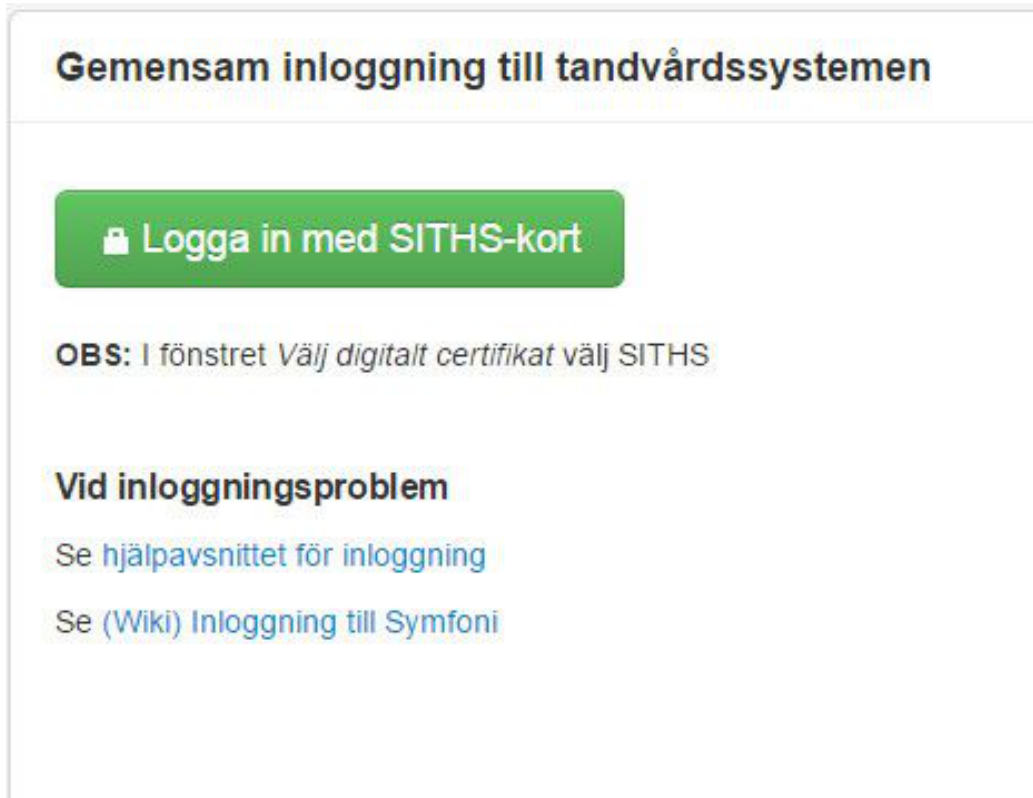 Gemensam inloggning till tandvårdssystemen
Logga in med SITHS-kort
OBS: I fönstret Välj digitalt certifikat välj SITHS
Vid inloggningsproblem
Se hjälpavsnittet för inloggning
Se (Wiki) Inloggning till Symfoni